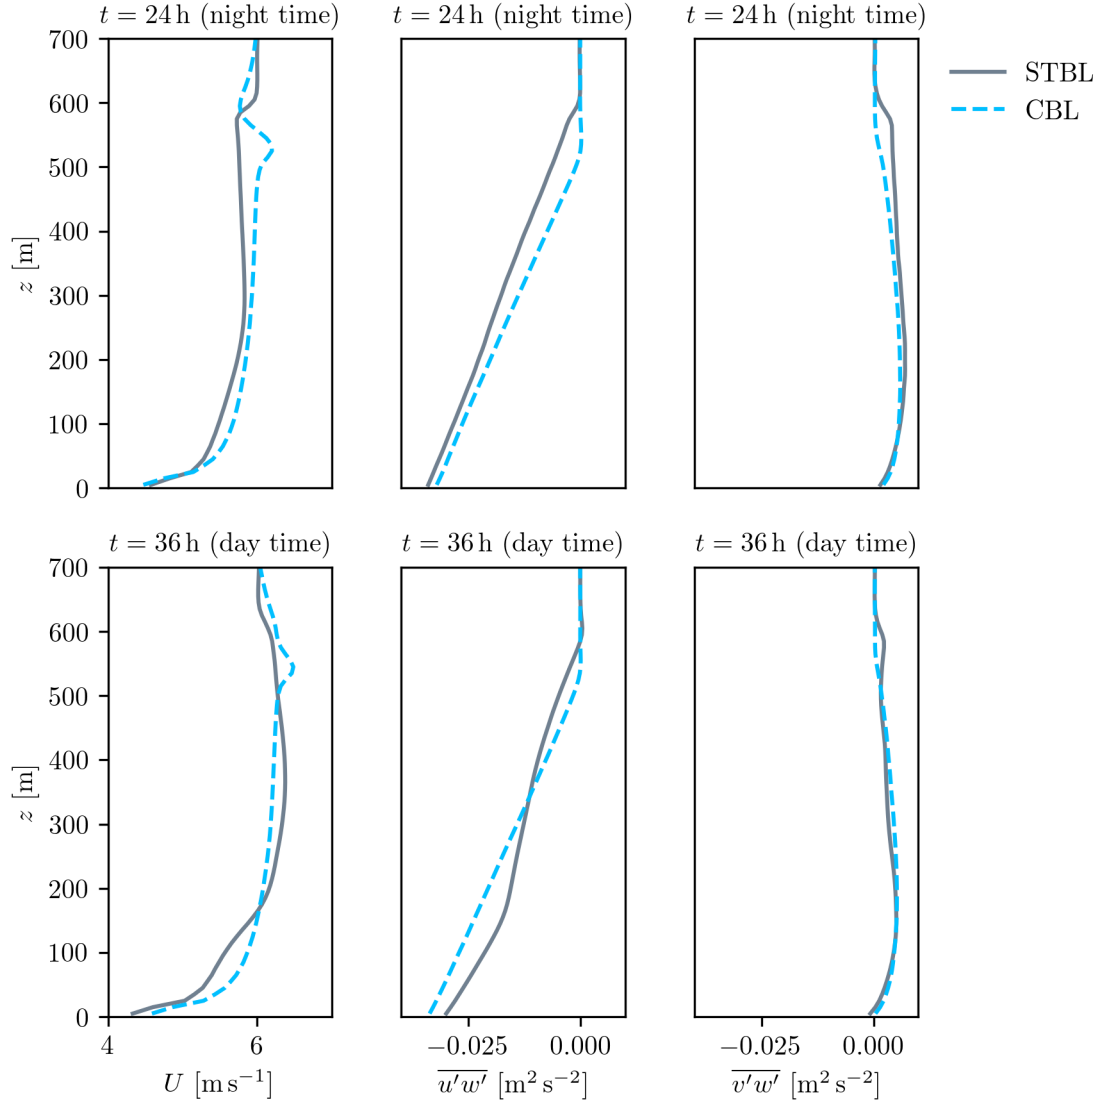 t = 24 h (night time)
t = 24 h (night time)
t = 24 h (night time)
STBL
CBL
700
600
500
400
300
200
100
0
z [m]
t = 36 h (day time)
t = 36 h (day time)
t = 36 h (day time)
700
600
500
400
300
200
100
0
z [m]
4 6
−0.025 0.000
−0.025 0.000
U [m s⁻¹]
u′w′ [m² s⁻²]
v′w′ [m² s⁻²]